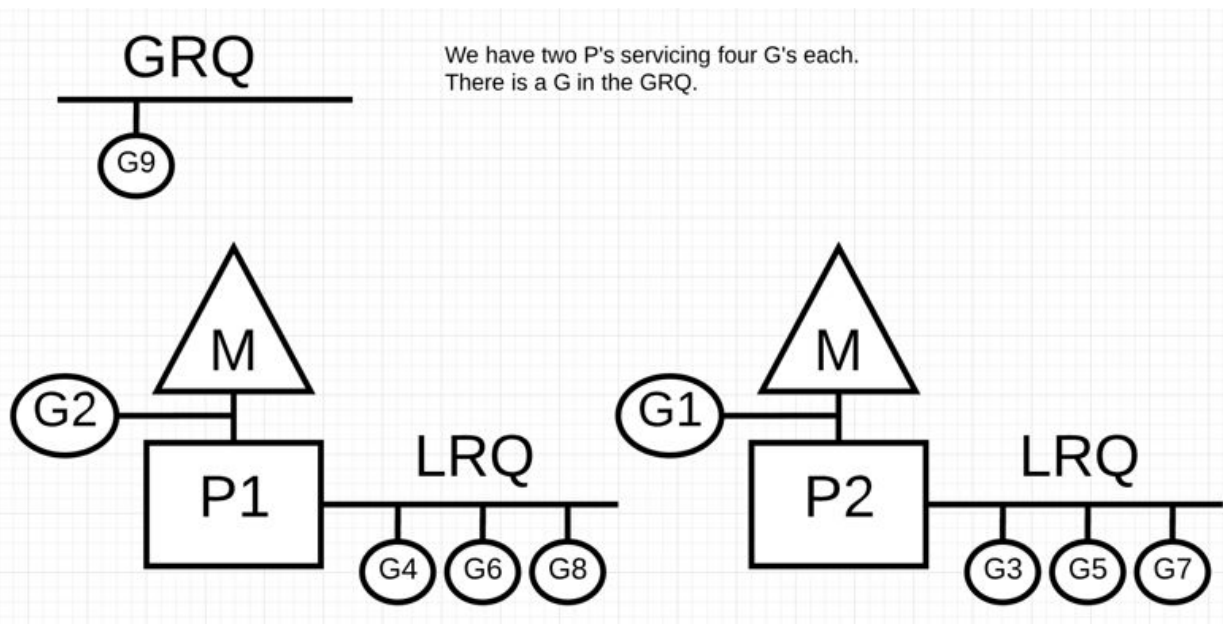 GRQ
We have two P's servicing four G's each.
There is a G in the GRQ.
G9
M
M
G2
G1
P1
LRQ
P2
LRQ
G4 G6 G8
G3 G5 G7